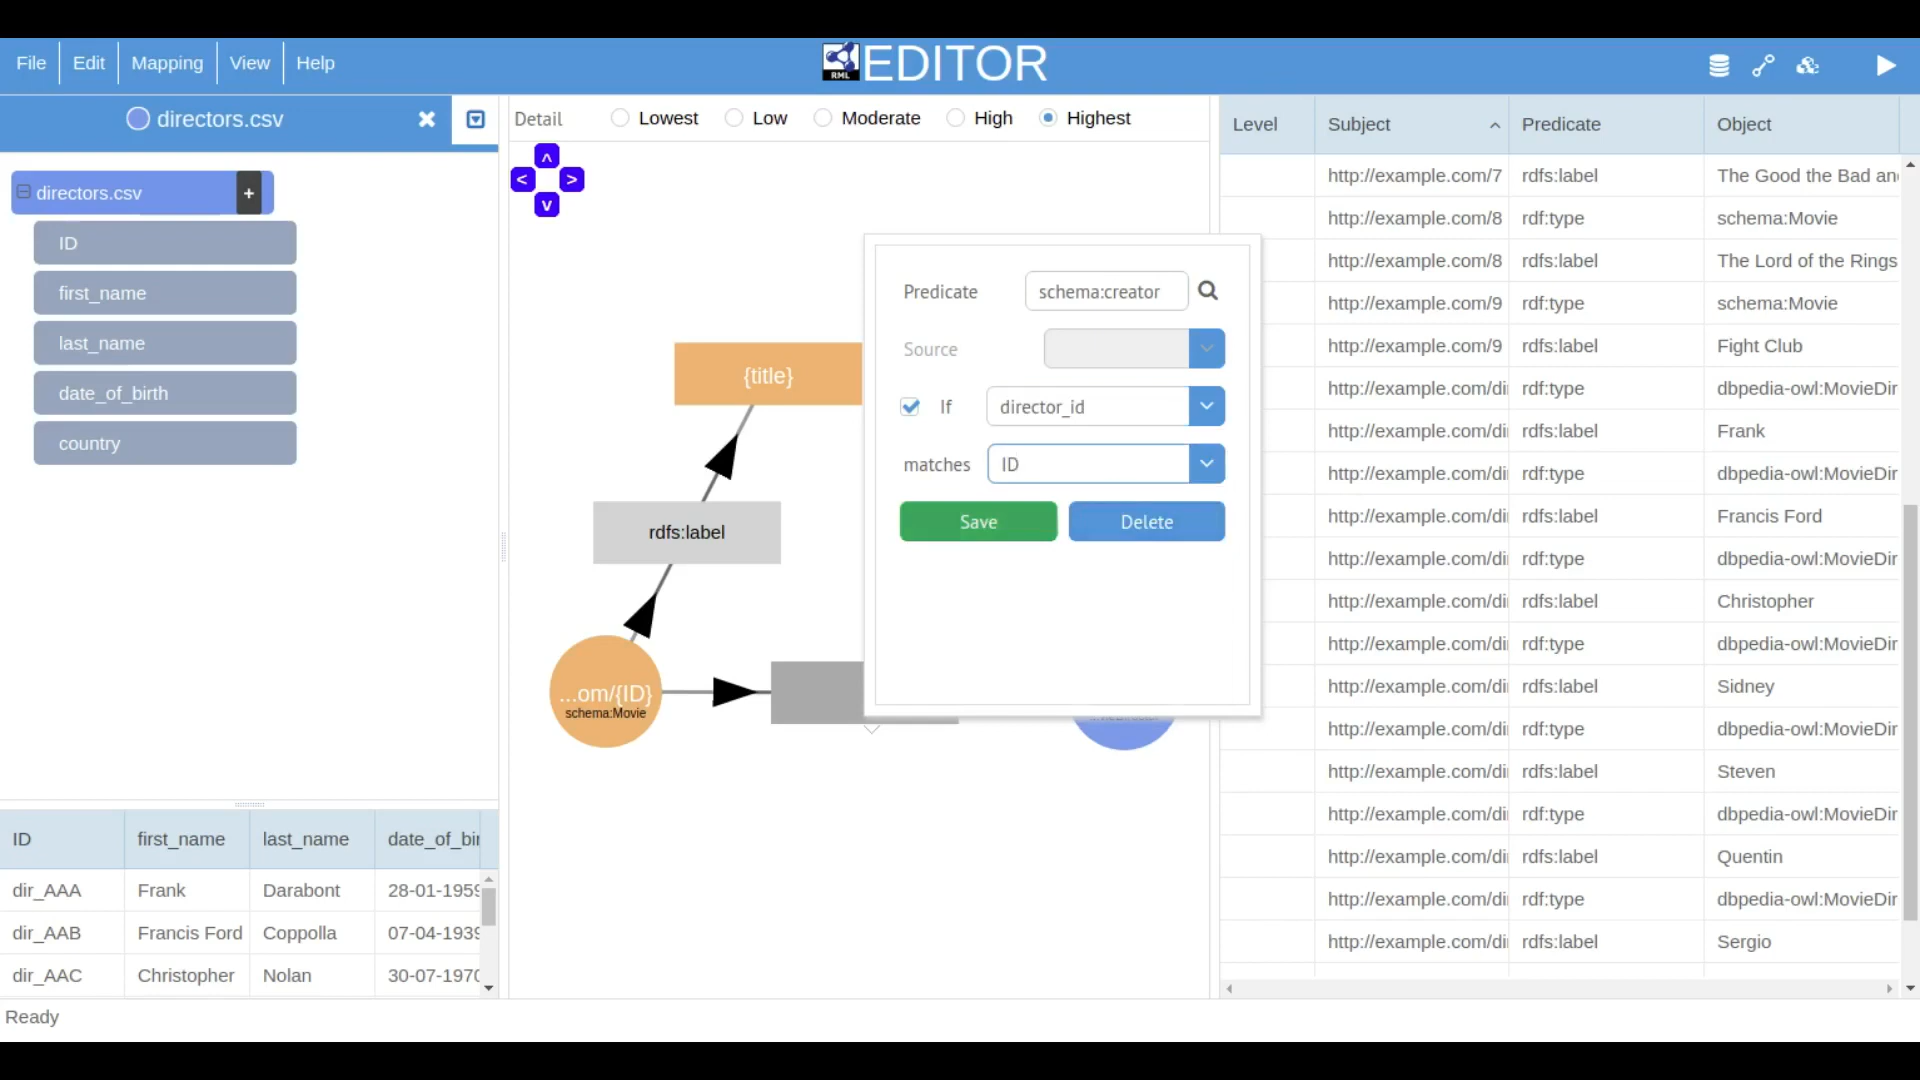 File Edit Mapping View Help
RML EDITOR
directors.csv
directors.csv +
ID
first_name
last_name
date_of_birth
country
ID first_name last_name date_of_bir
dir_AAA Frank Darabont 28-01-1959
dir_AAB Francis Ford Coppolla 07-04-1939
dir_AAC Christopher Nolan 30-07-1970
Detail Lowest Low Moderate High Highest
^
< >
v
{title}
rdfs:label
...om/{ID}
schema:Movie
Predicate schema:creator
Source
If director_id
matches ID
Save Delete
Level Subject Predicate Object
http://example.com/7 rdfs:label The Good the Bad an
http://example.com/8 rdf:type schema:Movie
http://example.com/8 rdfs:label The Lord of the Rings
http://example.com/9 rdf:type schema:Movie
http://example.com/9 rdfs:label Fight Club
http://example.com/di rdf:type dbpedia-owl:MovieDir
http://example.com/di rdfs:label Frank
http://example.com/di rdf:type dbpedia-owl:MovieDir
http://example.com/di rdfs:label Francis Ford
http://example.com/di rdf:type dbpedia-owl:MovieDir
http://example.com/di rdfs:label Christopher
http://example.com/di rdf:type dbpedia-owl:MovieDir
http://example.com/di rdfs:label Sidney
http://example.com/di rdf:type dbpedia-owl:MovieDir
http://example.com/di rdfs:label Steven
http://example.com/di rdf:type dbpedia-owl:MovieDir
http://example.com/di rdfs:label Quentin
http://example.com/di rdf:type dbpedia-owl:MovieDir
http://example.com/di rdfs:label Sergio
Ready